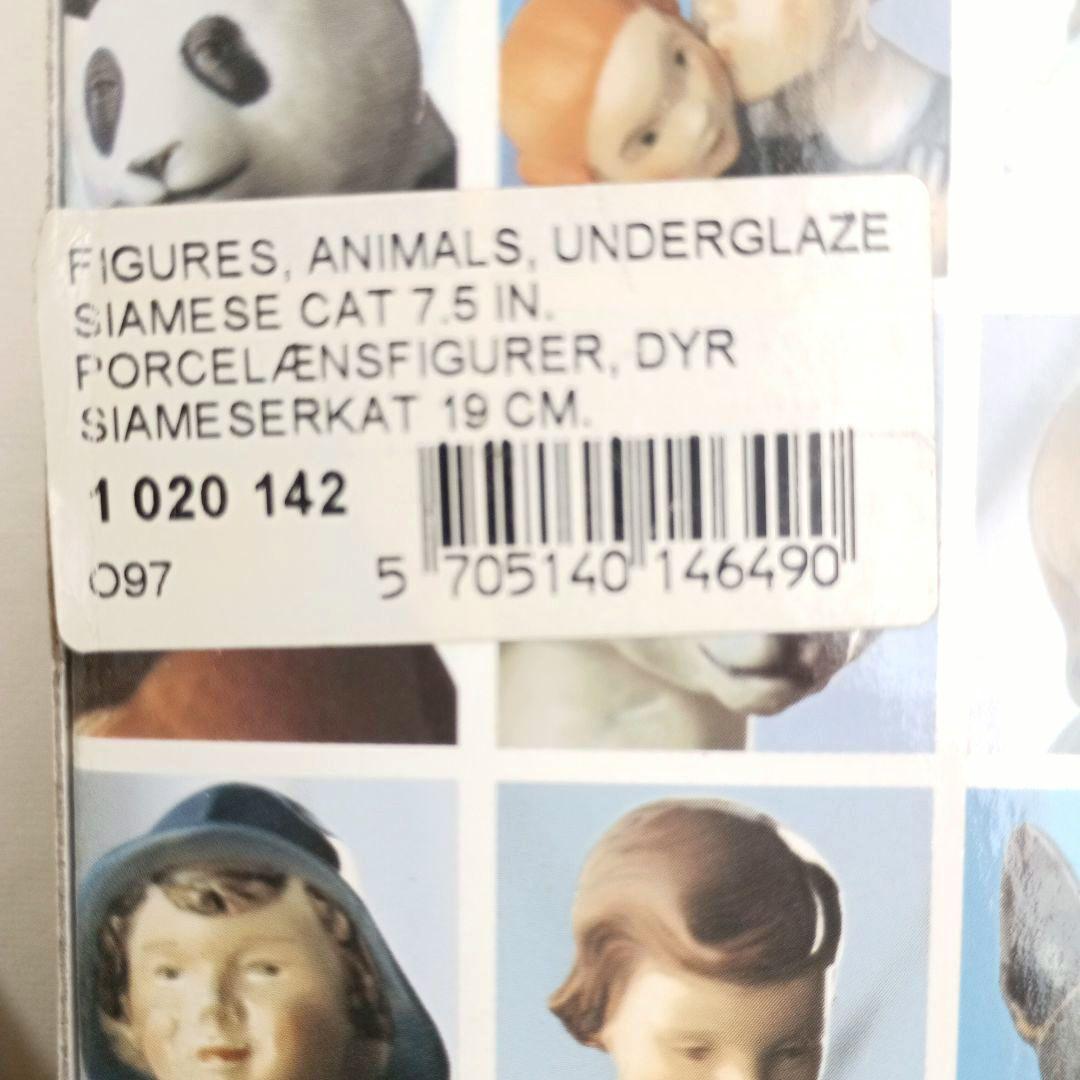 FIGURES, ANIMALS, UNDERGLAZE
SIAMESE CAT 7.5 IN.
PORCELÆNSFIGURER, DYR
SIAMESERKAT 19 CM.
1 020 142
O97
5 705140 146490